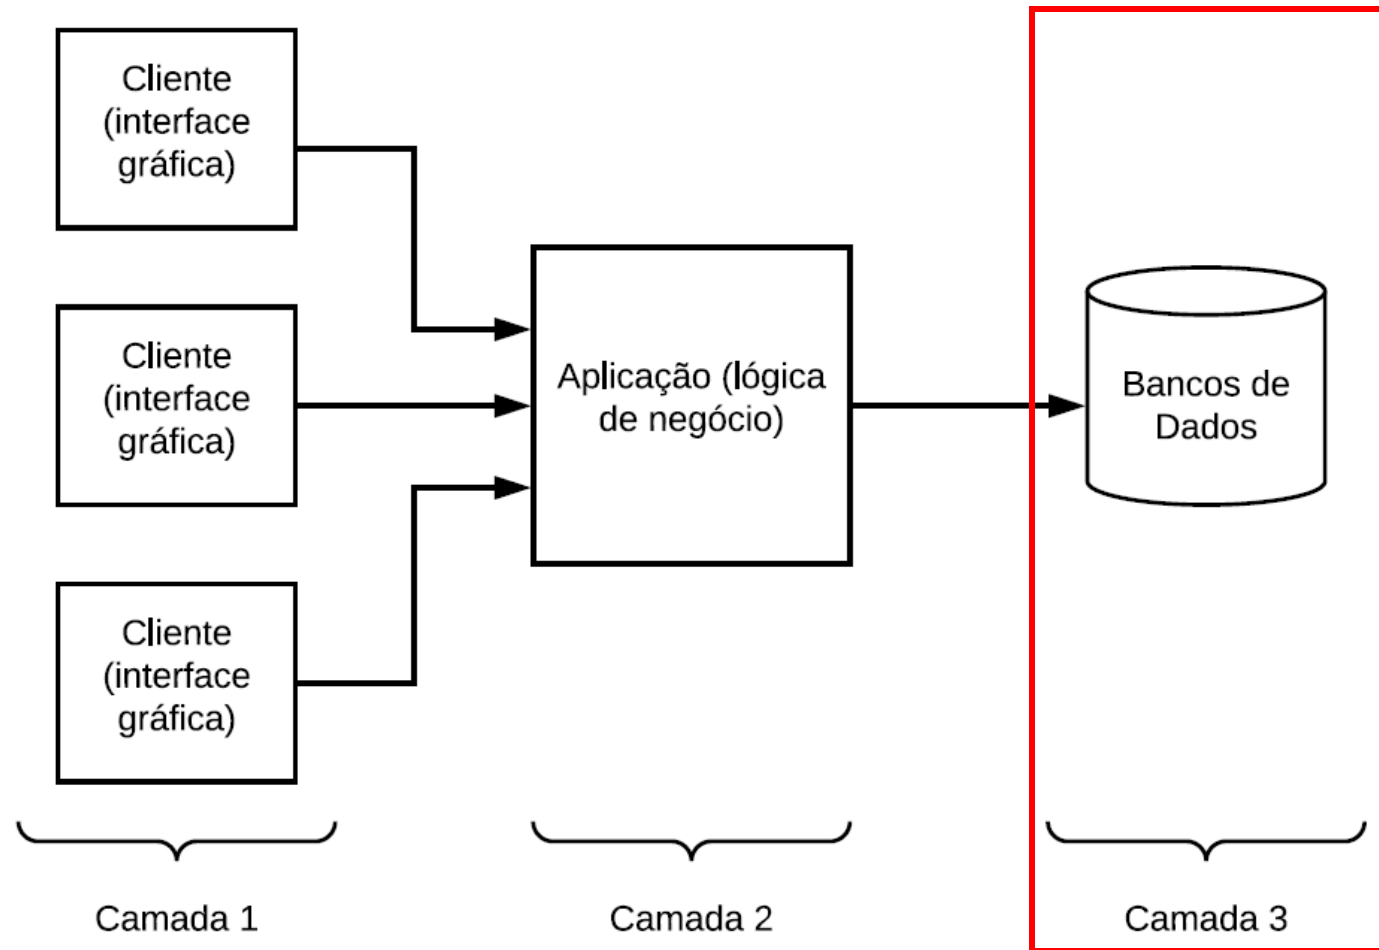 Cliente
(interface
gráfica)
Cliente
(interface
gráfica)
Cliente
(interface
gráfica)
Aplicação (lógica
de negócio)
Bancos de
Dados
Camada 1
Camada 2
Camada 3